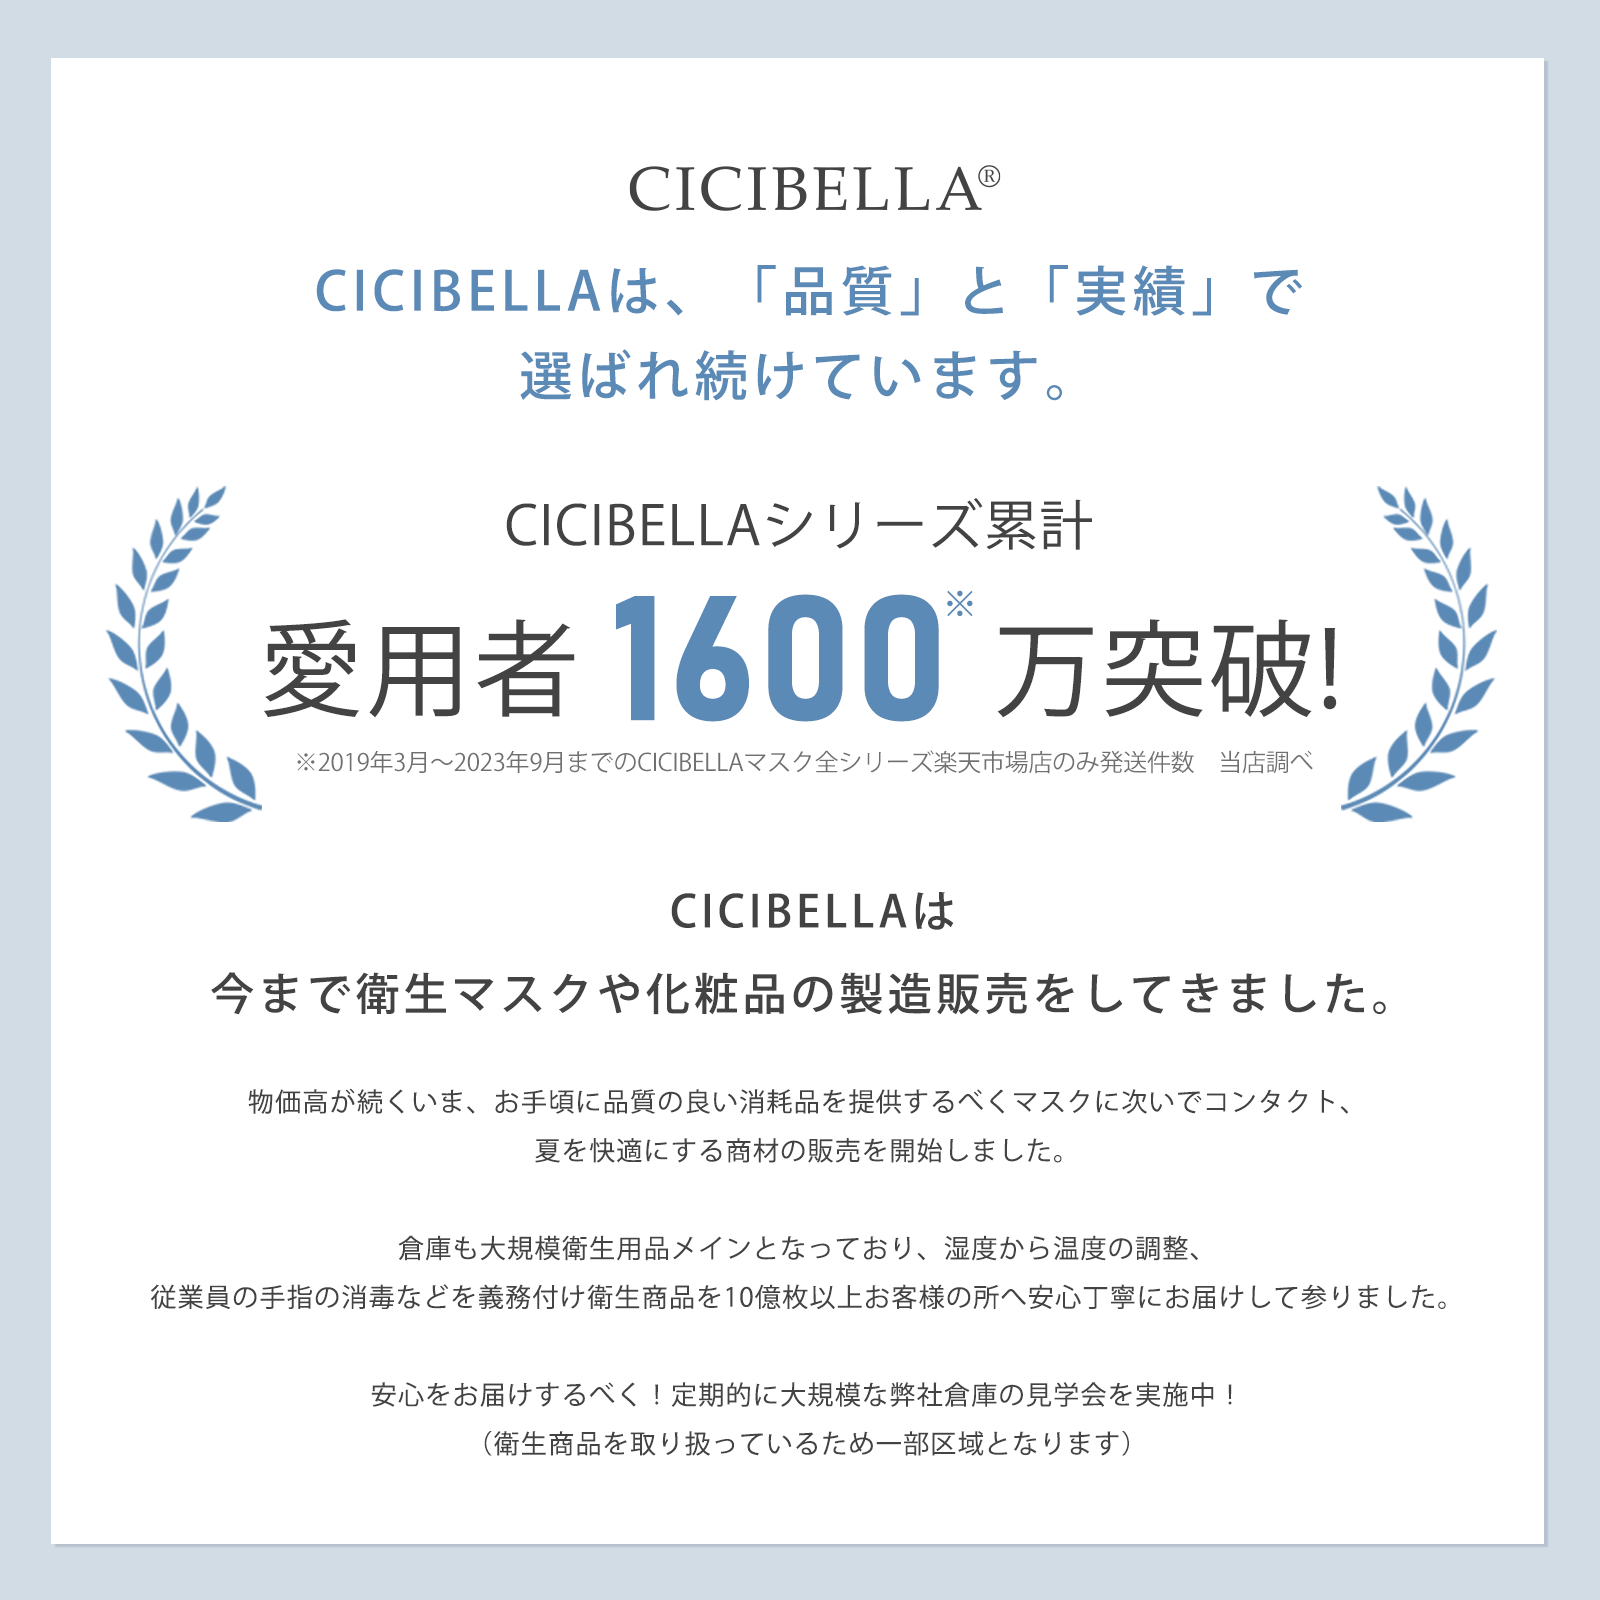 CICIBELLA®
CICIBELLAは、「品質」と「実績」で
選ばれ続けています。
CICIBELLAシリーズ累計
愛用者1600※万突破!
※2019年3月～2023年9月までのCICIBELLAマスク全シリーズ楽天市場店のみ発送件数　当店調べ
CICIBELLAは
今まで衛生マスクや化粧品の製造販売をしてきました。
物価高が続くいま、お手頃に品質の良い消耗品を提供するべくマスクに次いでコンタクト、
夏を快適にする商材の販売を開始しました。
倉庫も大規模衛生用品メインとなっており、湿度から温度の調整、
従業員の手指の消毒などを義務付け衛生商品を10億枚以上お客様の所へ安心丁寧にお届けして参りました。
安心をお届けするべく！定期的に大規模な弊社倉庫の見学会を実施中！
（衛生商品を取り扱っているため一部区域となります）